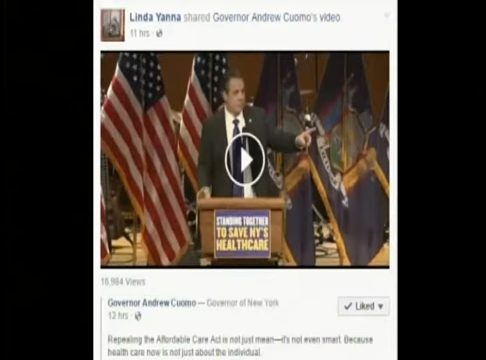 Linda Yanna shared Governor Andrew Cuomo's video.
11 hrs ·
STANDING TOGETHER
TO SAVE NY'S
HEALTHCARE
16,984 Views
Governor Andrew Cuomo — Governor of New York
12 hrs ·
Liked
Repealing the Affordable Care Act is not just mean—it's not even smart. Because
health care now is not just about the individual.